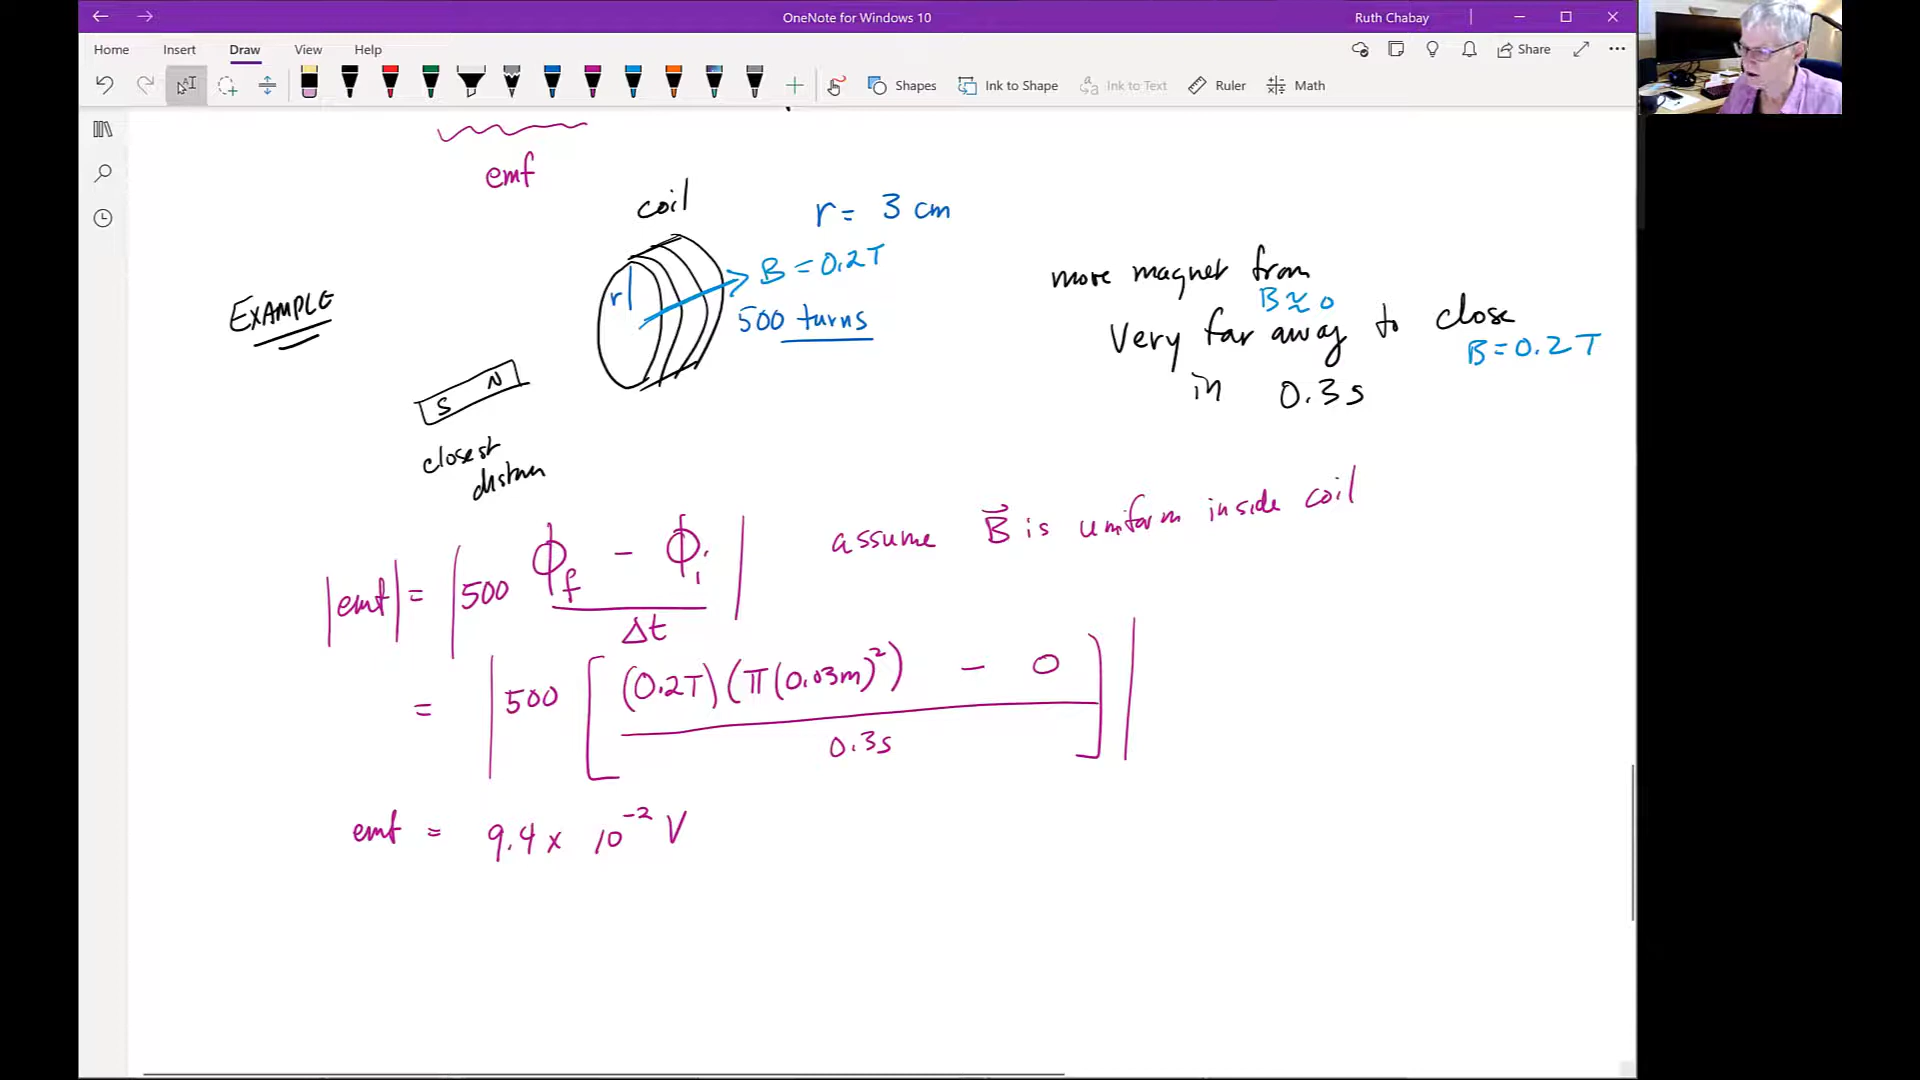 OneNote for Windows 10
Ruth Chabay
Home Insert Draw View Help
Share
Shapes
Ink to Shape
Ink to Text
Ruler
Math
emf
coil
r = 3 cm
B = 0.2T
r
500 turns
EXAMPLE
S N
closest
move magnet from
B ≈ 0
very far away to close
B = 0.2 T
in 0.3 s
assume B⃗ is uniform inside coil
|emf| = |500 (ϕf - ϕi)/Δt|
= |500 [((0.2T)(π(0.03m)²) - 0)/0.3s]|
emf = 9.4 x 10⁻² V